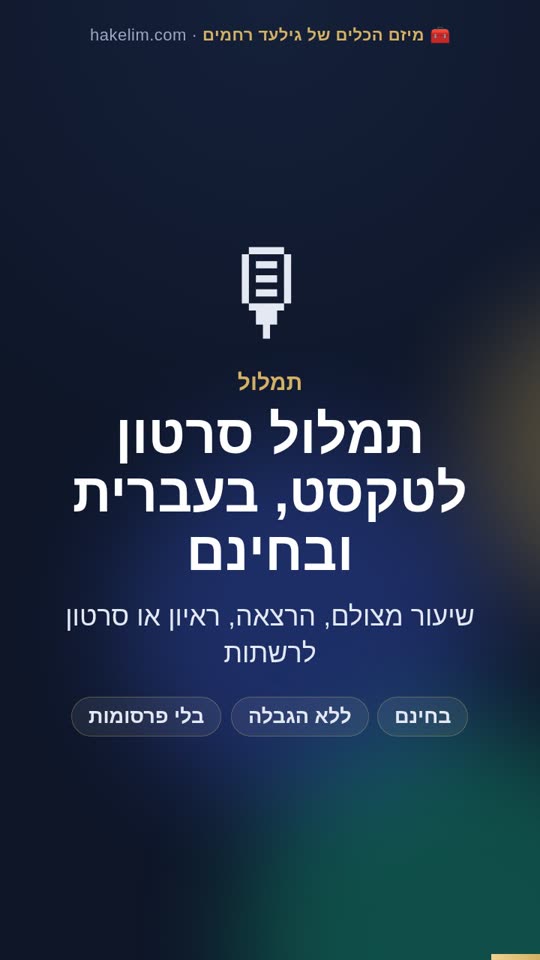 🧰 מיזם הכלים של גילעד רחמים · hakelim.com
תמלול
תמלול סרטון
לטקסט, בעברית
ובחינם
שיעור מצולם, הרצאה, ראיון או סרטון
לרשתות
בחינם
ללא הגבלה
בלי פרסומות